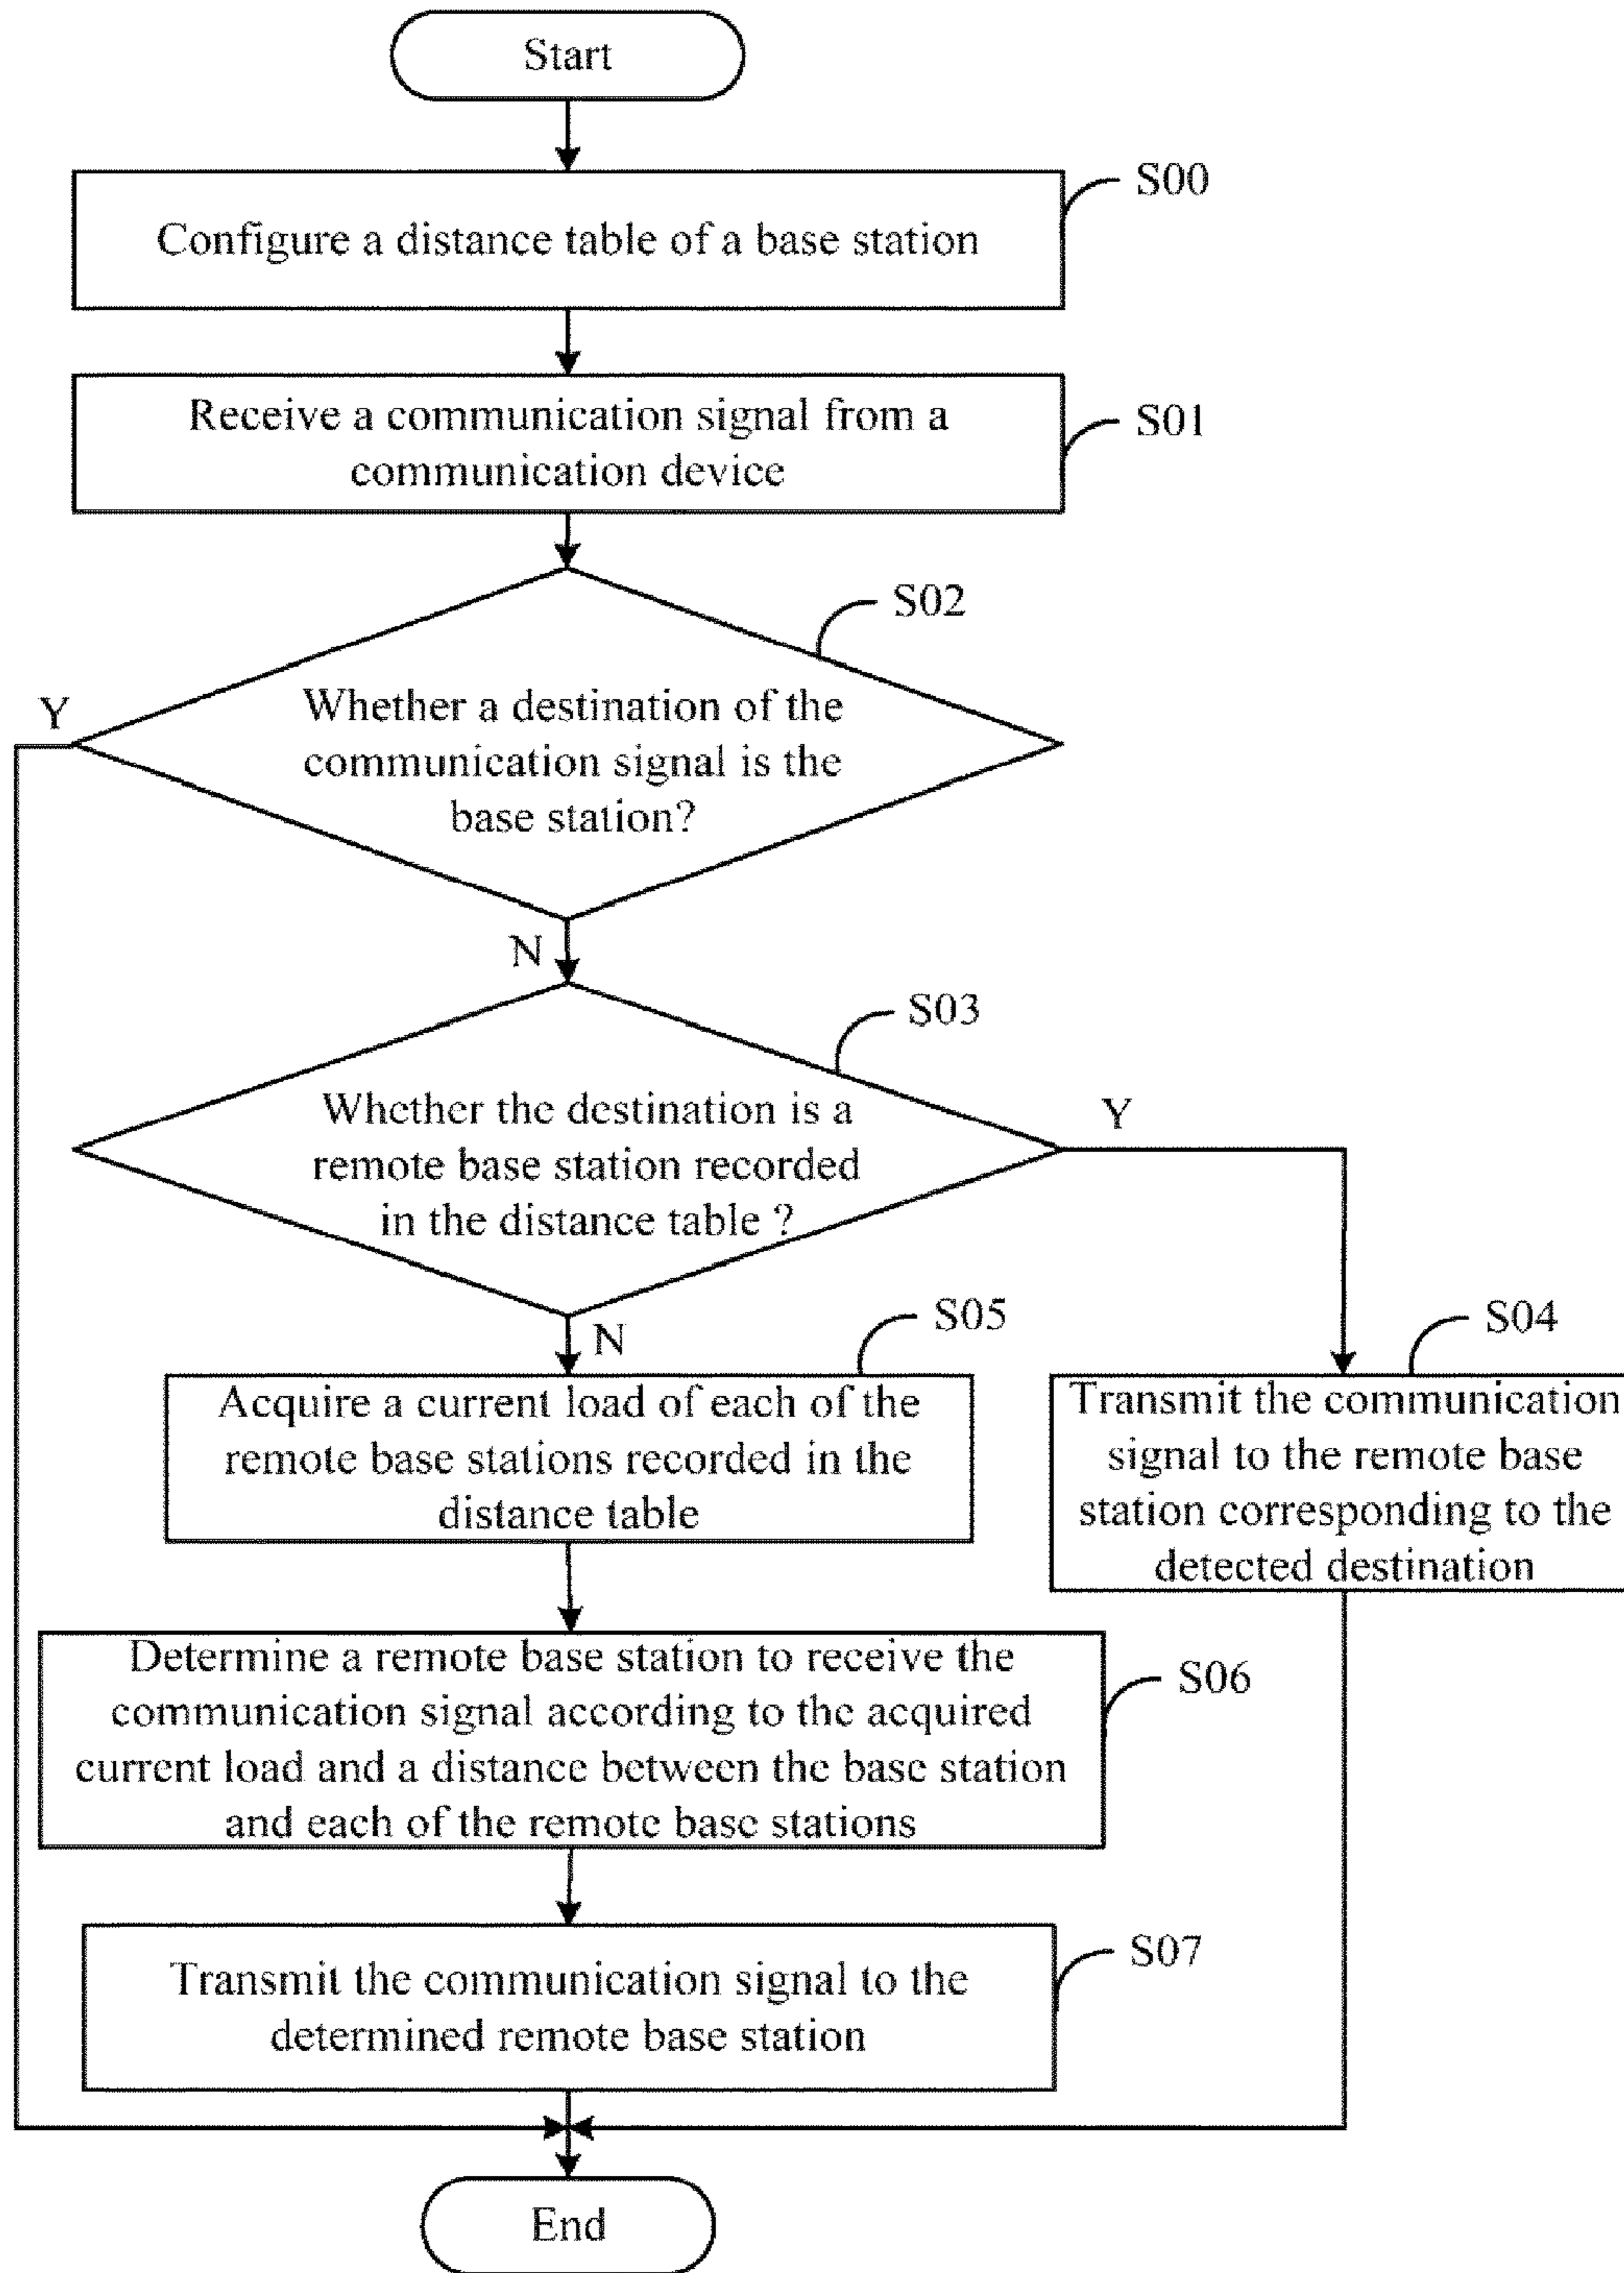 Start
S00
Configure a distance table of a base station
Receive a communication signal from a
communication device
S01
S02
Whether a destination of the
communication signal is the
base station?
Y
N
S03
Whether the destination is a
remote base station recorded
in the distance table ?
Y
N
S05
Acquire a current load of each of the
remote base stations recorded in the
distance table
S04
Transmit the communication
signal to the remote base
station corresponding to the
detected destination
Determine a remote base station to receive the
communication signal according to the acquired
current load and a distance between the base station
and each of the remote base stations
S06
Transmit the communication signal to the
determined remote base station
S07
End